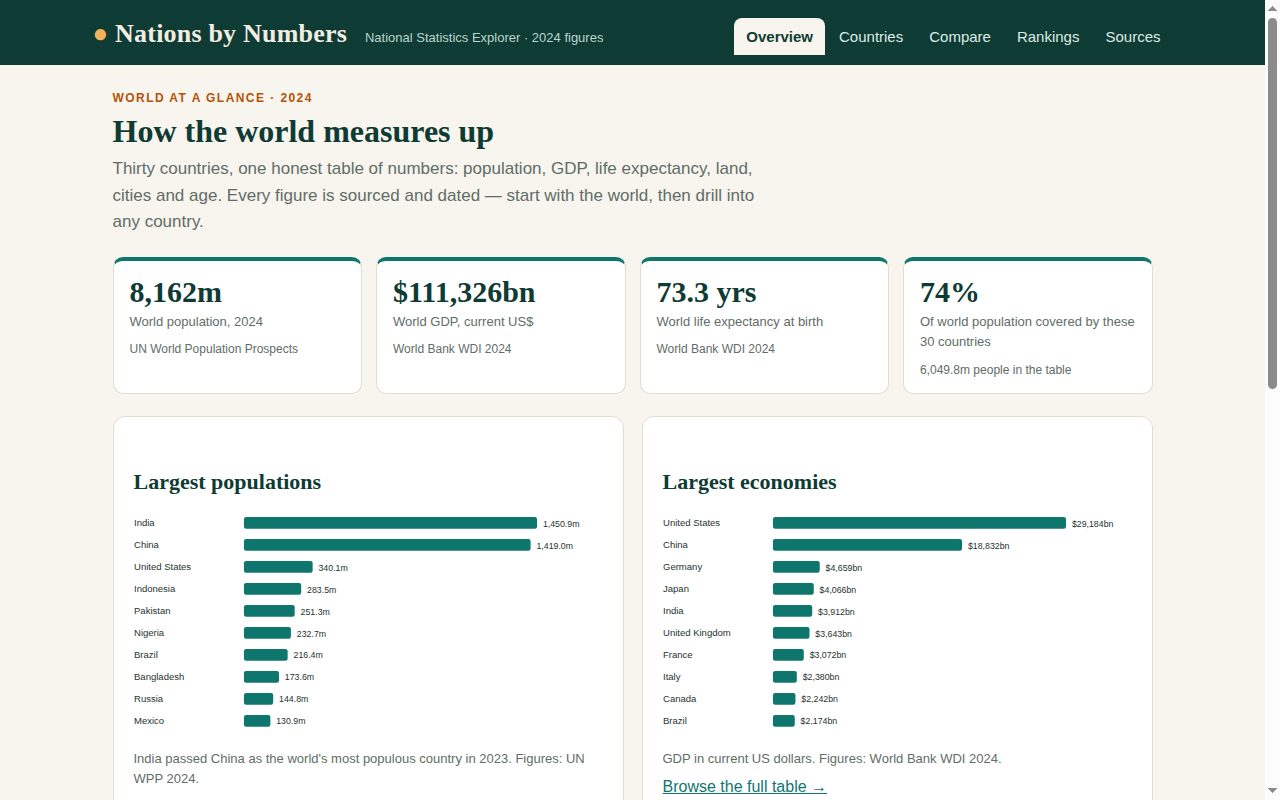 Nations by Numbers
National Statistics Explorer · 2024 figures
Overview
Countries
Compare
Rankings
Sources
WORLD AT A GLANCE · 2024
How the world measures up
Thirty countries, one honest table of numbers: population, GDP, life expectancy, land,
cities and age. Every figure is sourced and dated — start with the world, then drill into
any country.
8,162m
World population, 2024
UN World Population Prospects
$111,326bn
World GDP, current US$
World Bank WDI 2024
73.3 yrs
World life expectancy at birth
World Bank WDI 2024
74%
Of world population covered by these
30 countries
6,049.8m people in the table
Largest populations
India 1,450.9m
China 1,419.0m
United States 340.1m
Indonesia 283.5m
Pakistan 251.3m
Nigeria 232.7m
Brazil 216.4m
Bangladesh 173.6m
Russia 144.8m
Mexico 130.9m
India passed China as the world's most populous country in 2023. Figures: UN
WPP 2024.
Largest economies
United States $29,184bn
China $18,832bn
Germany $4,659bn
Japan $4,066bn
India $3,912bn
United Kingdom $3,643bn
France $3,072bn
Italy $2,380bn
Canada $2,242bn
Brazil $2,174bn
GDP in current US dollars. Figures: World Bank WDI 2024.
Browse the full table →